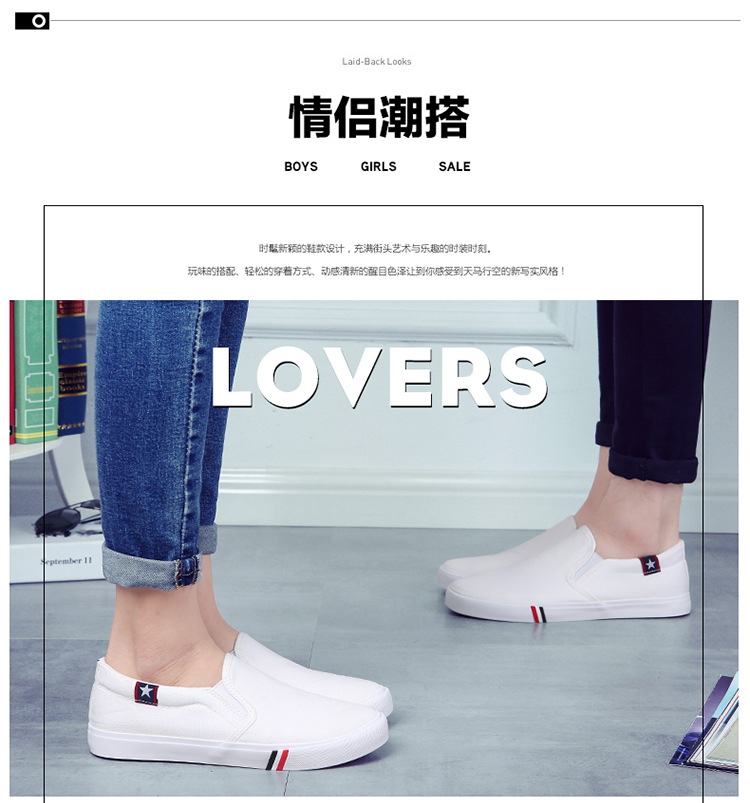 Laid-Back Looks
情侣潮搭
BOYS GIRLS SALE
时髦新颖的鞋款设计，充满街头艺术与乐趣的时装时刻。
玩味的搭配、轻松的穿着方式、动感清新的醒目色泽让到你感受到天马行空的新写实风格！
LOVERS
Empire
Classic
books
September 11